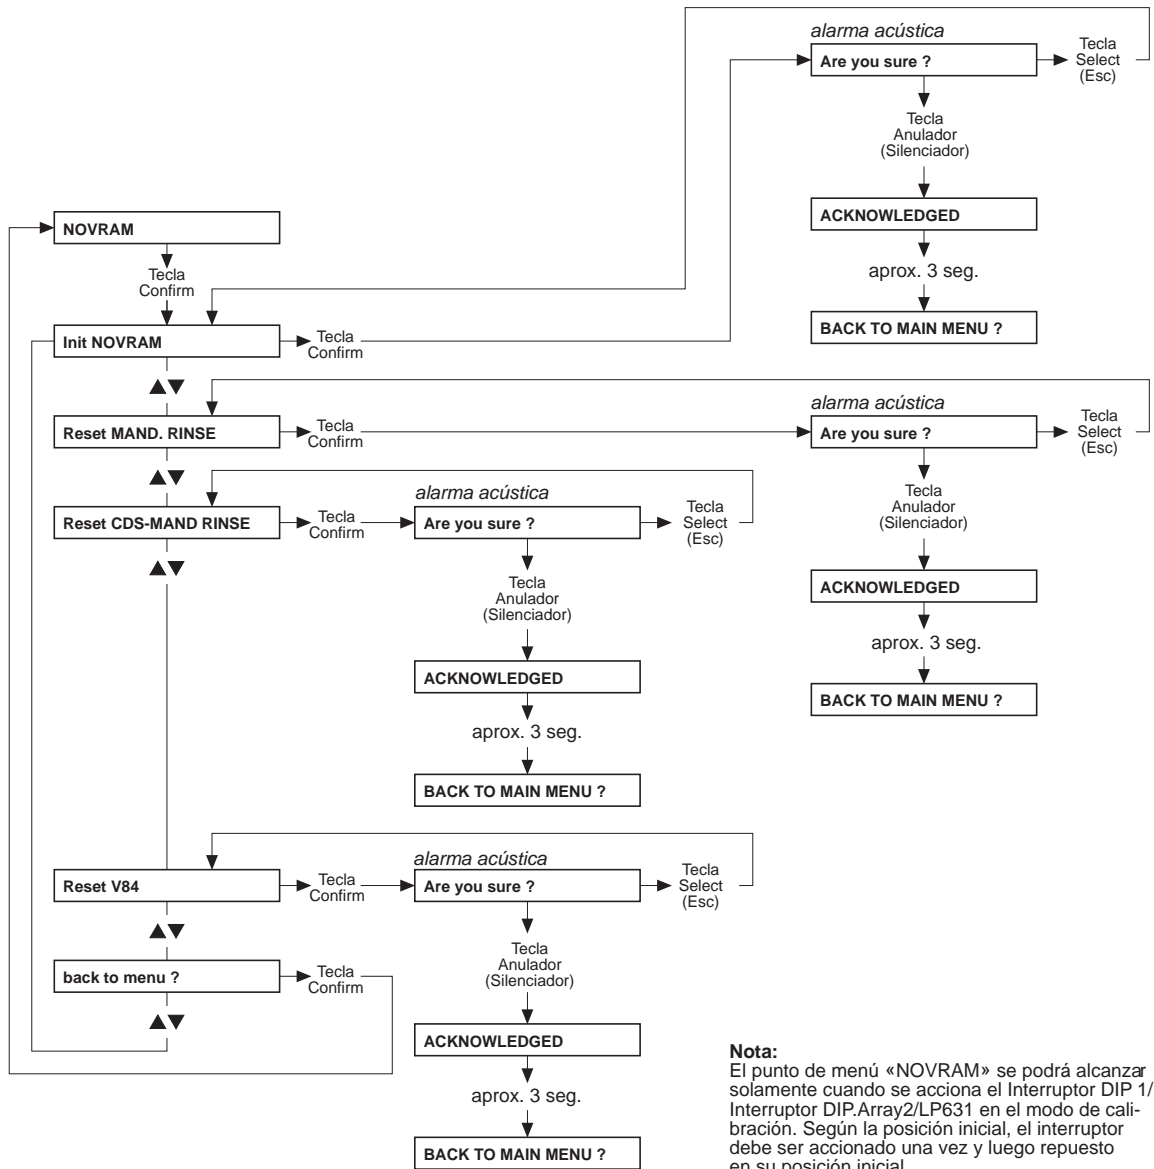 alarma acústica
Are you sure ?
Tecla
Select
(Esc)
Tecla
Anulador
(Silenciador)
ACKNOWLEDGED
aprox. 3 seg.
BACK TO MAIN MENU ?
NOVRAM
Tecla
Confirm
Init NOVRAM
Tecla
Confirm
Reset MAND. RINSE
Tecla
Confirm
alarma acústica
Are you sure ?
Tecla
Select
(Esc)
Tecla
Anulador
(Silenciador)
ACKNOWLEDGED
aprox. 3 seg.
BACK TO MAIN MENU ?
Reset CDS-MAND RINSE
Tecla
Confirm
alarma acústica
Are you sure ?
Tecla
Select
(Esc)
Tecla
Anulador
(Silenciador)
ACKNOWLEDGED
aprox. 3 seg.
BACK TO MAIN MENU ?
Reset V84
Tecla
Confirm
alarma acústica
Are you sure ?
Tecla
Select
(Esc)
Tecla
Anulador
(Silenciador)
ACKNOWLEDGED
aprox. 3 seg.
BACK TO MAIN MENU ?
back to menu ?
Tecla
Confirm
Nota:
El punto de menú «NOVRAM» se podrá alcanzar
solamente cuando se acciona el Interruptor DIP 1/
Interruptor DIP.Array2/LP631 en el modo de cali-
bración. Según la posición inicial, el interruptor
debe ser accionado una vez y luego repuesto
en su posición inicial